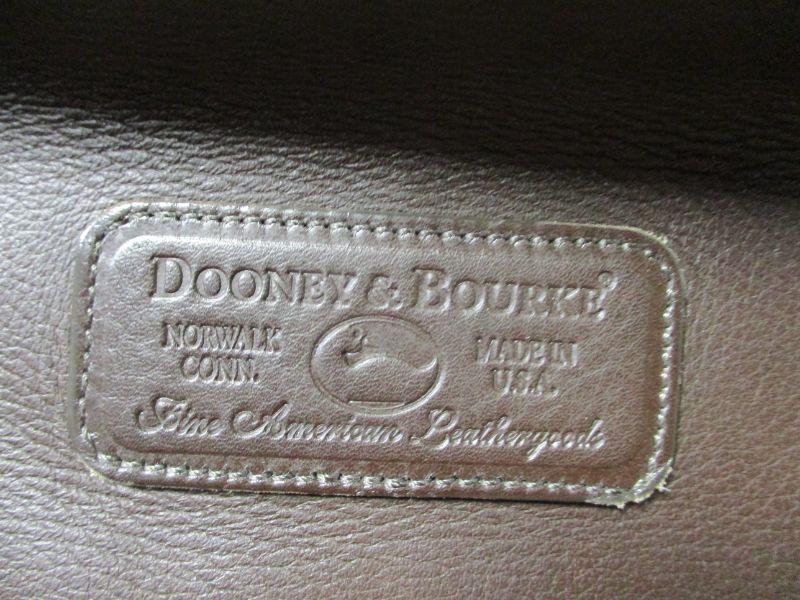 DOONEY & BOURKE®
NORWALK
CONN.
MADE IN
U.S.A.
Fine American Leathergoods